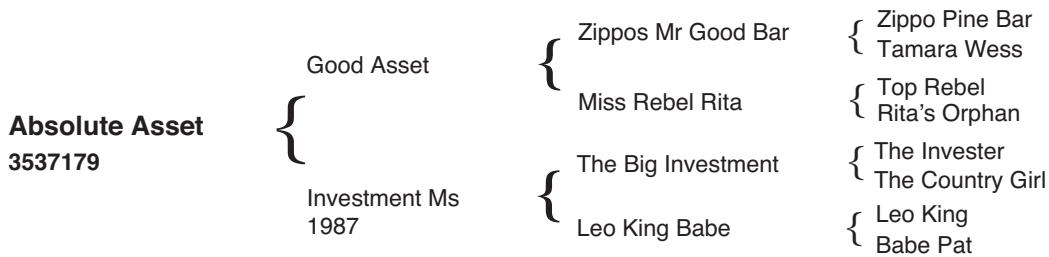 Absolute Asset
3537179
Good Asset
Investment Ms
1987
Zippos Mr Good Bar
Miss Rebel Rita
The Big Investment
Leo King Babe
Zippo Pine Bar
Tamara Wess
Top Rebel
Rita's Orphan
The Invester
The Country Girl
Leo King
Babe Pat